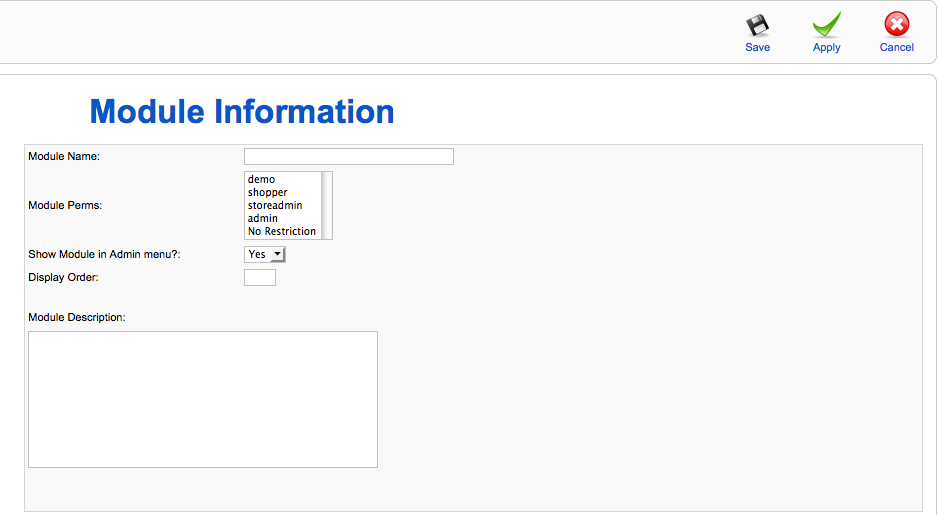 Save Apply Cancel
Module Information
Module Name:
Module Perms:
demo
shopper
storeadmin
admin
No Restriction
Show Module in Admin menu?: Yes
Display Order:
Module Description: